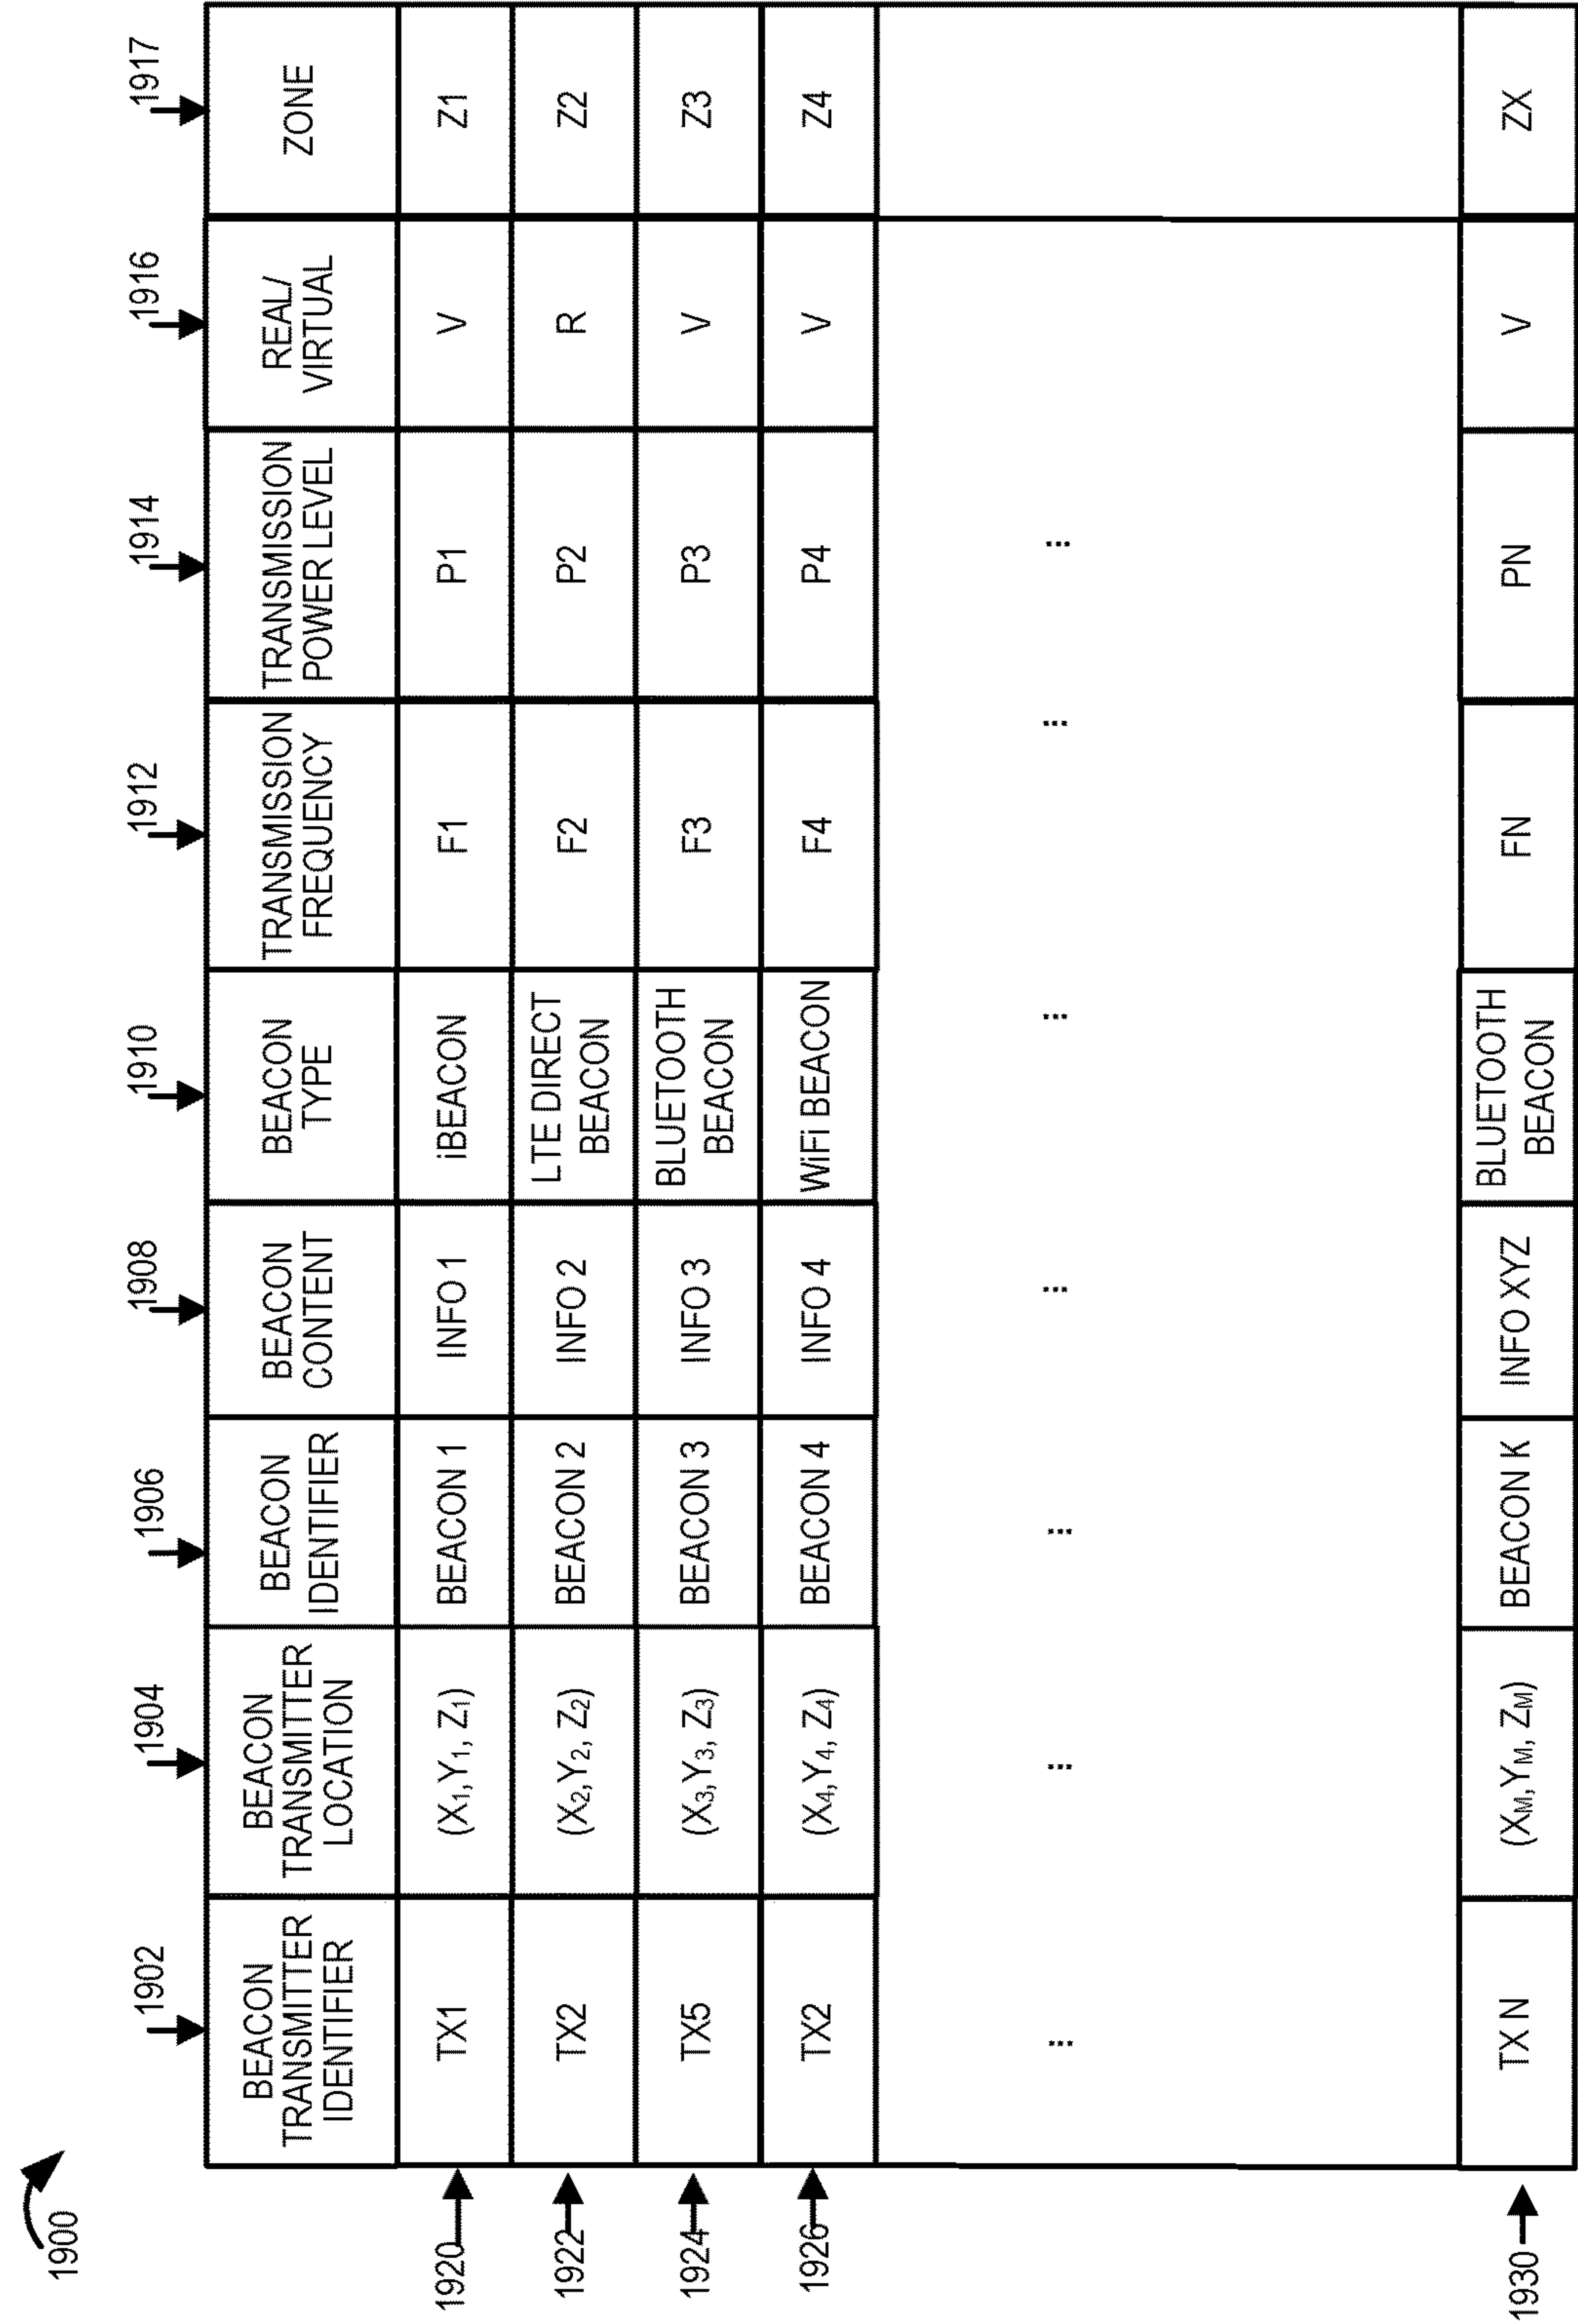 1900
1902
1904
1906
1908
1910
1912
1914
1916
1917
BEACON
TRANSMITTER
IDENTIFIER
BEACON
TRANSMITTER
LOCATION
BEACON
IDENTIFIER
BEACON
CONTENT
BEACON
TYPE
TRANSMISSION
FREQUENCY
TRANSMISSION
POWER LEVEL
REAL/
VIRTUAL
ZONE
1920
TX1
(X1,Y1, Z1)
BEACON 1
INFO 1
iBEACON
F1
P1
V
Z1
1922
TX2
(X2,Y2, Z2)
BEACON 2
INFO 2
LTE DIRECT
BEACON
F2
P2
R
Z2
1924
TX5
(X3,Y3, Z3)
BEACON 3
INFO 3
BLUETOOTH
BEACON
F3
P3
V
Z3
1926
TX2
(X4,Y4, Z4)
BEACON 4
INFO 4
WiFi BEACON
F4
P4
V
Z4
...
...
...
...
...
...
...
1930
TX N
(XM,YM, ZM)
BEACON K
INFO XYZ
BLUETOOTH
BEACON
FN
PN
V
ZX